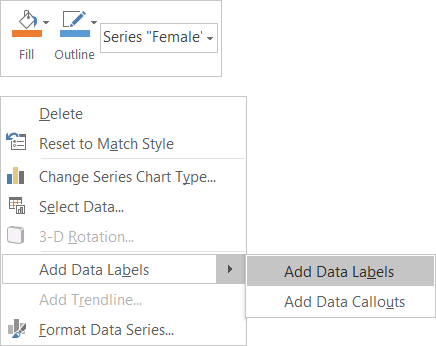 Fill Outline Series "Female"
Delete
Reset to Match Style
Change Series Chart Type...
Select Data...
3-D Rotation...
Add Data Labels
Add Data Labels
Add Trendline...
Add Data Callouts
Format Data Series...